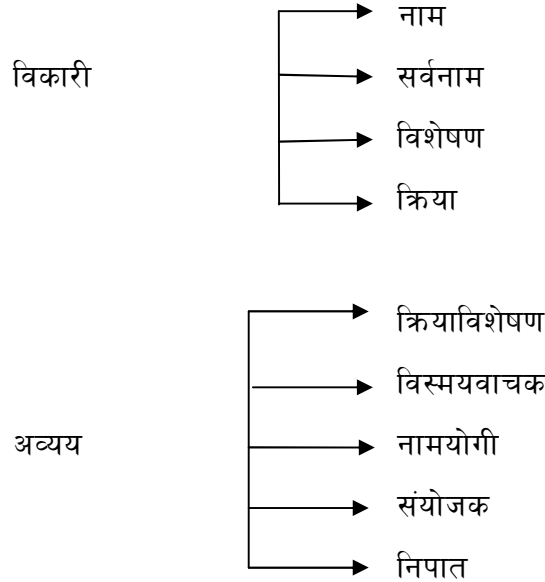 विकारी
नाम
सर्वनाम
विशेषण
क्रिया
अव्यय
क्रियाविशेषण
विस्मयवाचक
नामयोगी
संयोजक
निपात